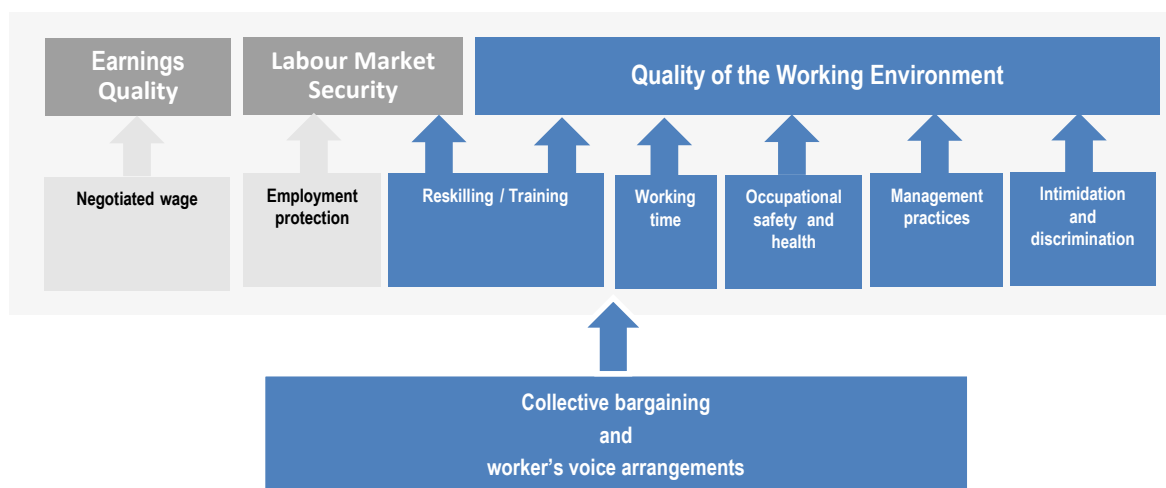 Earnings
Quality
Labour Market
Security
Quality of the Working Environment
Negotiated wage
Employment
protection
Reskilling / Training
Working
time
Occupational
safety and
health
Management
practices
Intimidation
and
discrimination
Collective bargaining
and
worker's voice arrangements